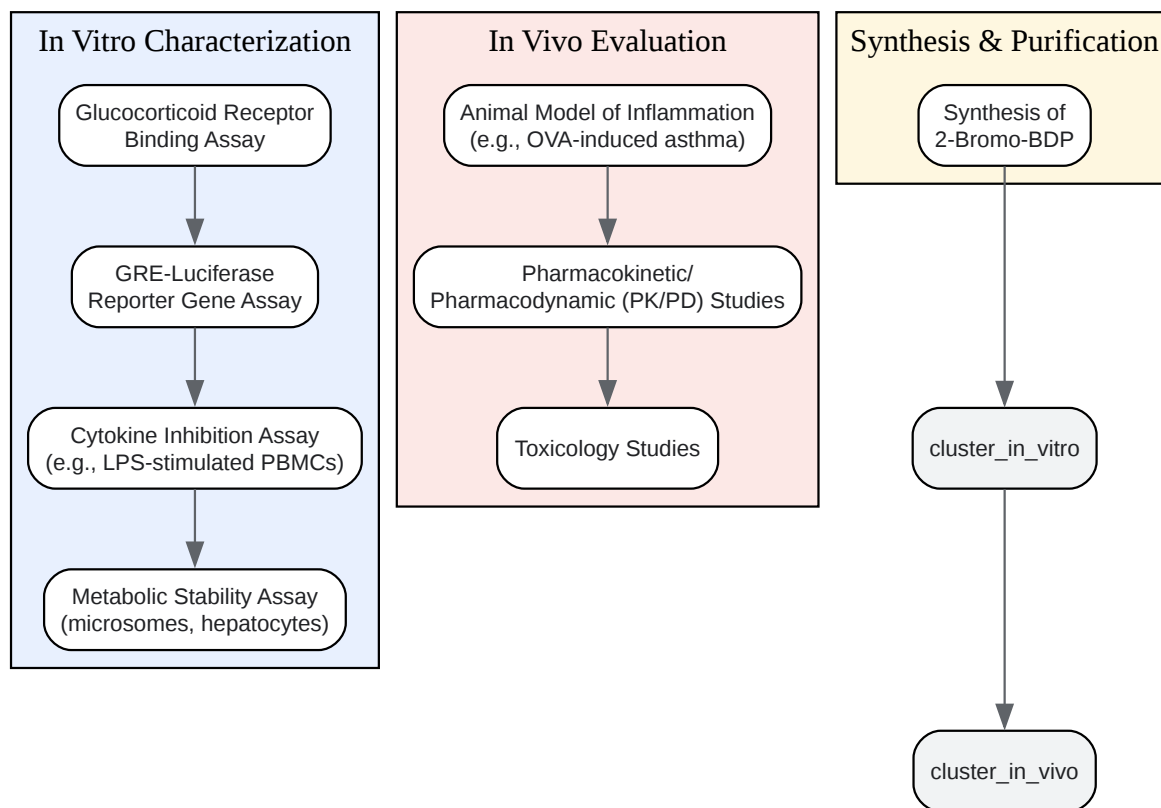 In Vitro Characterization
Glucocorticoid Receptor
Binding Assay
GRE-Luciferase
Reporter Gene Assay
Cytokine Inhibition Assay
(e.g., LPS-stimulated PBMCs)
Metabolic Stability Assay
(microsomes, hepatocytes)
In Vivo Evaluation
Animal Model of Inflammation
(e.g., OVA-induced asthma)
Pharmacokinetic/
Pharmacodynamic (PK/PD) Studies
Toxicology Studies
Synthesis & Purification
Synthesis of
2-Bromo-BDP
cluster_in_vitro
cluster_in_vivo